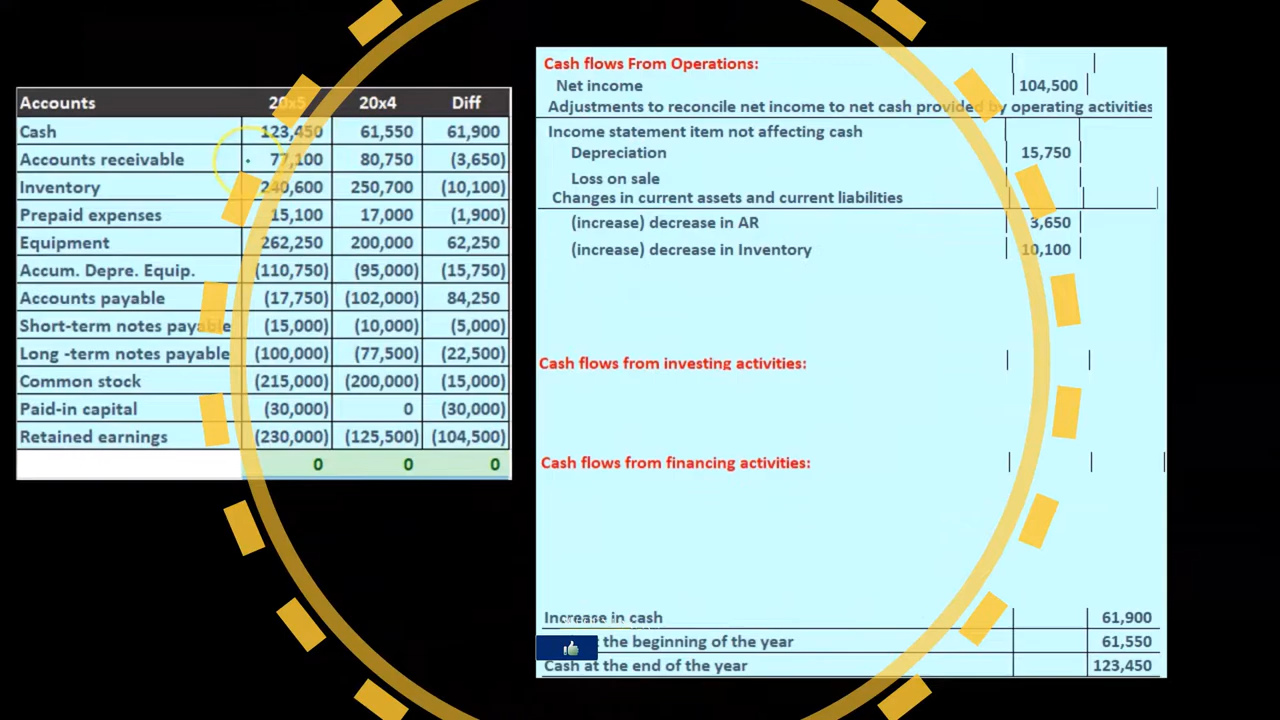 Accounts 20x5 20x4 Diff
Cash 123,450 61,550 61,900
Accounts receivable 77,100 80,750 (3,650)
Inventory 240,600 250,700 (10,100)
Prepaid expenses 15,100 17,000 (1,900)
Equipment 262,250 200,000 62,250
Accum. Depre. Equip. (110,750) (95,000) (15,750)
Accounts payable (17,750) (102,000) 84,250
Short-term notes payable (15,000) (10,000) (5,000)
Long -term notes payable (100,000) (77,500) (22,500)
Common stock (215,000) (200,000) (15,000)
Paid-in capital (30,000) 0 (30,000)
Retained earnings (230,000) (125,500) (104,500)
0 0 0
Cash flows From Operations:
Net income 104,500
Adjustments to reconcile net income to net cash provided by operating activities
Income statement item not affecting cash
Depreciation 15,750
Loss on sale
Changes in current assets and current liabilities
(increase) decrease in AR 3,650
(increase) decrease in Inventory 10,100
Cash flows from investing activities:
Cash flows from financing activities:
Increase in cash 61,900
the beginning of the year 61,550
Cash at the end of the year 123,450